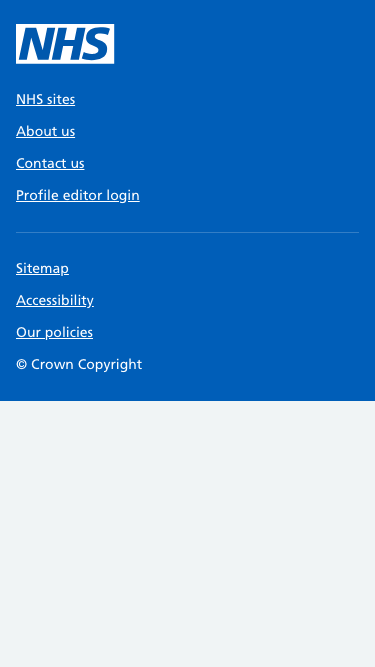 NHS
NHS sites
About us
Contact us
Profile editor login
Sitemap
Accessibility
Our policies
© Crown Copyright